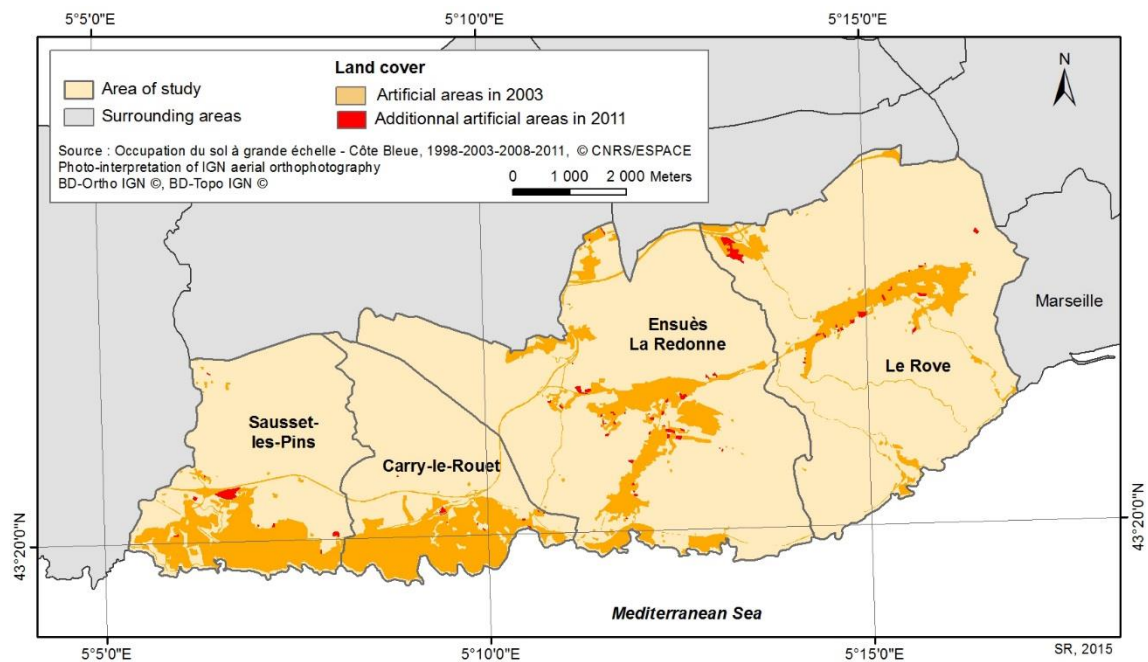 5°5'0"E
5°10'0"E
5°15'0"E
N
Land cover
Area of study
Artificial areas in 2003
Surrounding areas
Additionnal artificial areas in 2011
Source : Occupation du sol à grande échelle - Côte Bleue, 1998-2003-2008-2011, © CNRS/ESPACE
Photo-interpretation of IGN aerial orthophotography
BD-Ortho IGN ©, BD-Topo IGN ©
0 1 000 2 000 Meters
Marseille
Ensuès
La Redonne
Le Rove
Sausset-
les-Pins
Carry-le-Rouet
43°20'0"N
43°20'0"N
Mediterranean Sea
5°5'0"E
5°10'0"E
5°15'0"E
SR, 2015